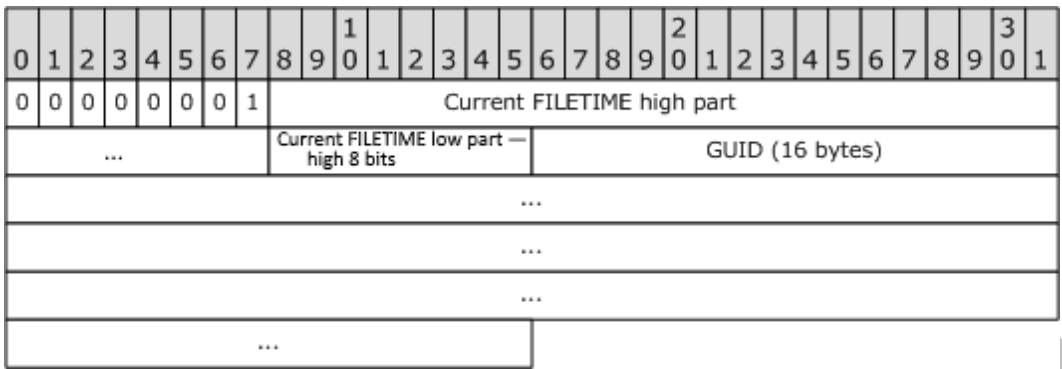 1 2 3
0 1 2 3 4 5 6 7 8 9 0 1 2 3 4 5 6 7 8 9 0 1 2 3 4 5 6 7 8 9 0 1
0 0 0 0 0 0 0 1 Current FILETIME high part
... Current FILETIME low part —
high 8 bits GUID (16 bytes)
...
...
...
...